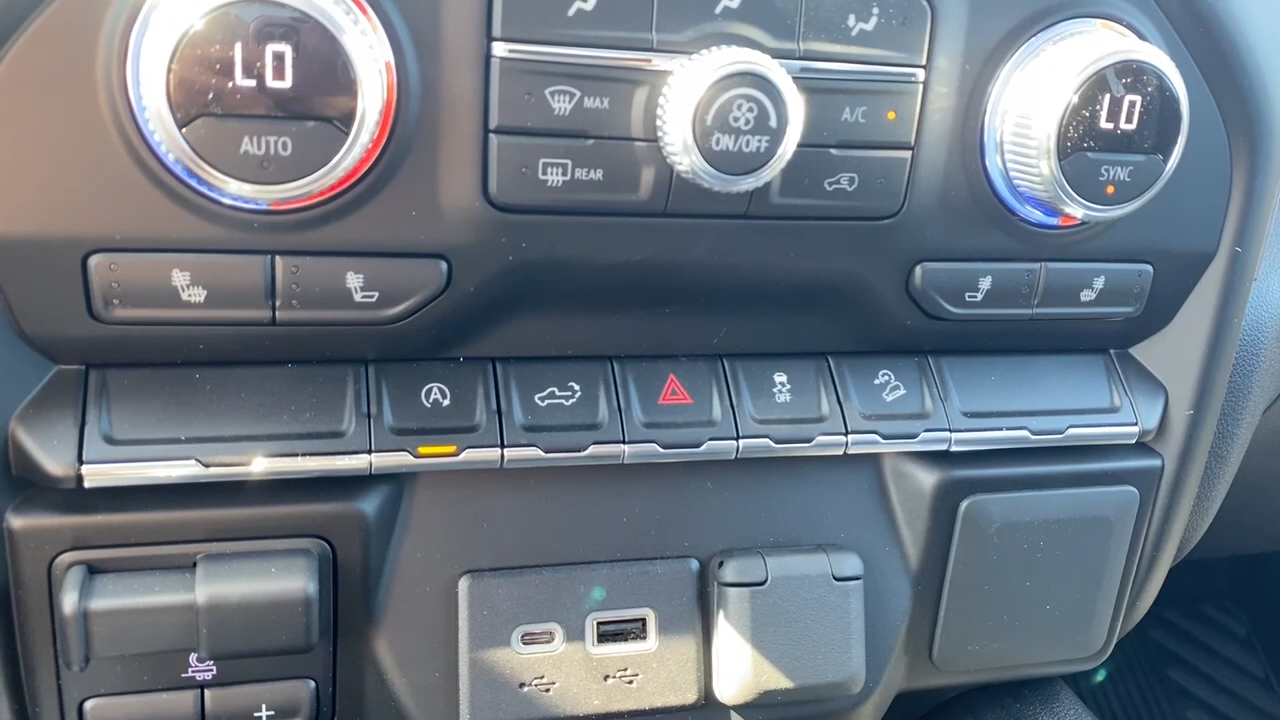 LO
AUTO
MAX
REAR
ON/OFF
A/C
LO
SYNC
A
OFF
+